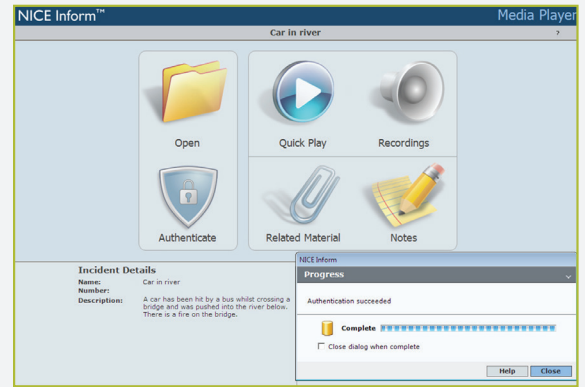 NICE Inform™ Media Player
Car in river ?
Open Quick Play Recordings
Authenticate Related Material Notes
Incident Details
Name: Car in river
Number:
Description: A car has been hit by a bus whilst crossing a
bridge and was pushed into the river below.
There is a fire on the bridge.
NICE Inform
Progress
Authentication succeeded
Complete
Close dialog when complete
Help Close